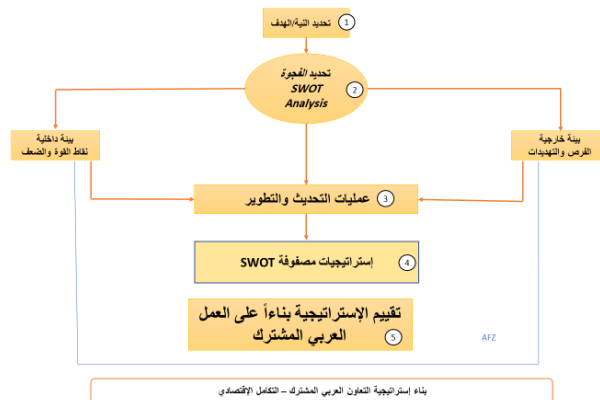 تحديد النية/الهدف
1
تحديد الفجوة
SWOT
Analysis
2
بيئة داخلية
نقاط القوة والضعف
بيئة خارجية
الفرص والتهديدات
عمليات التحديث والتطوير
3
إستراتيجيات مصفوفة SWOT
4
تقييم الإستراتيجية بناءاً على العمل
العربي المشترك
5
AFZ
بناء إستراتيجية التعاون العربي المشترك – التكامل الإقتصادي